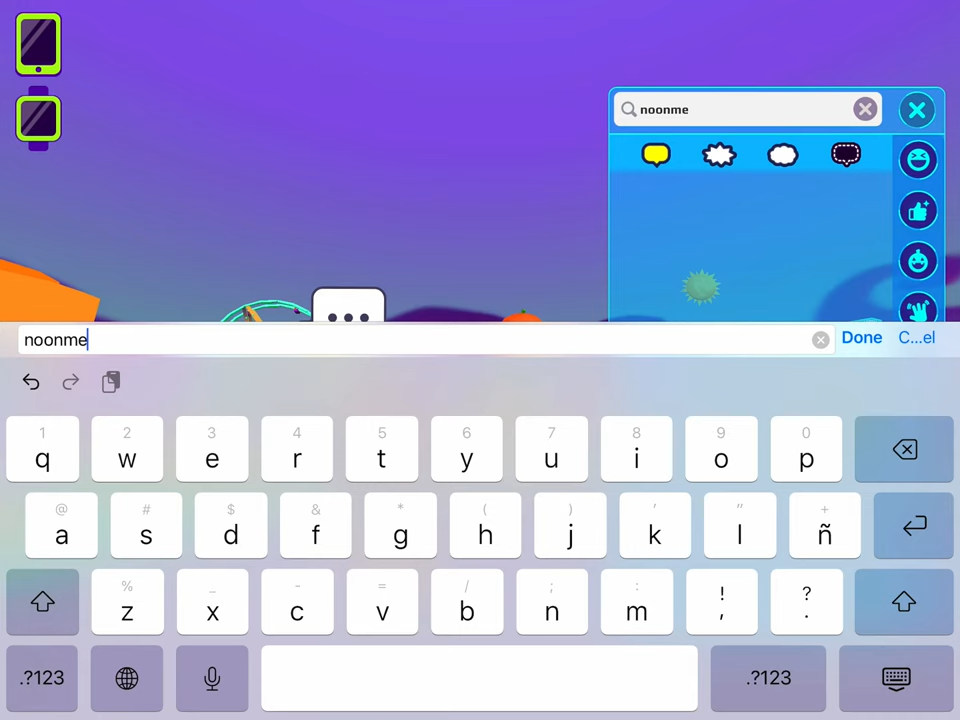 noonme
noonme
Done C...el
1 2 3 4 5 6 7 8 9 0
q w e r t y u i o p
@ # $ & * ( ) ' " +
a s d f g h j k l ñ
% _ - = / ; : ! ?
z x c v b n m , .
.?123 .?123